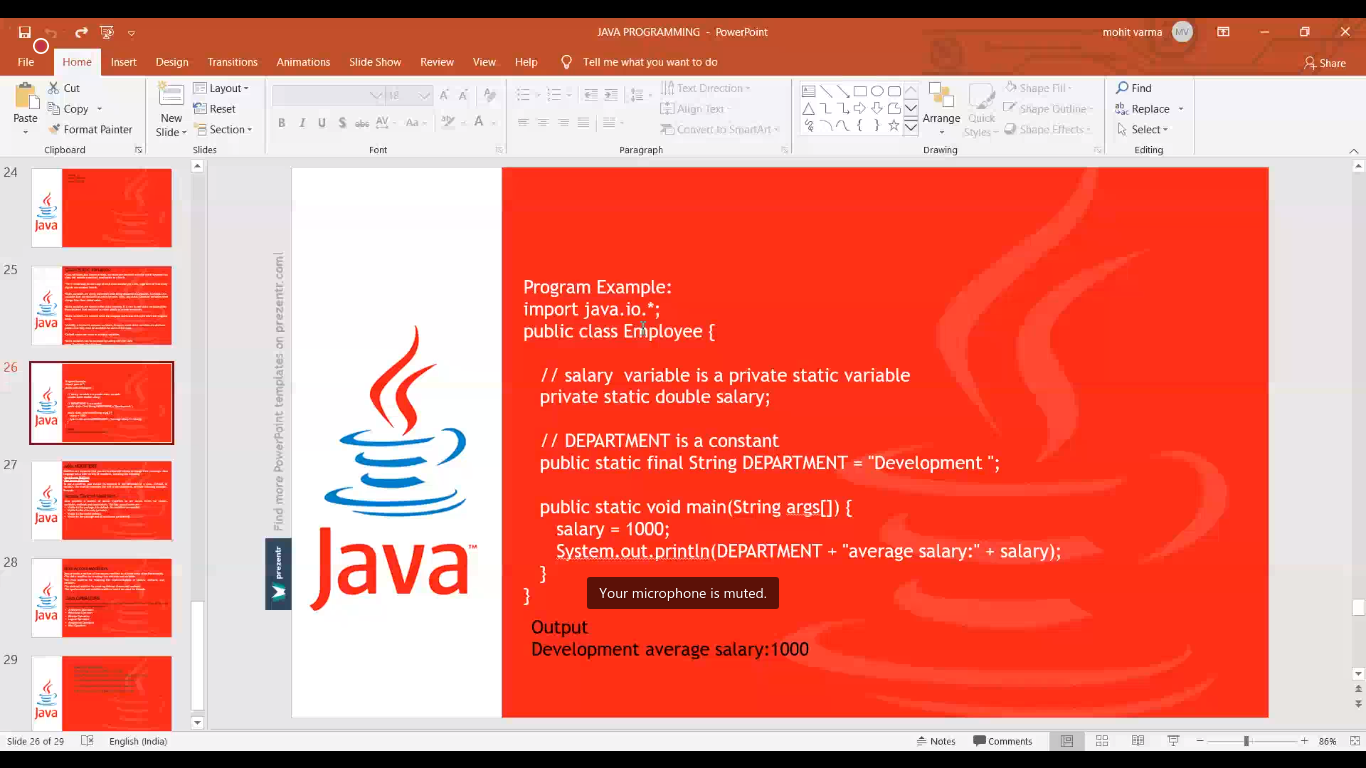 JAVA PROGRAMMING - PowerPoint
mohit varma
MV
File
Home
Insert
Design
Transitions
Animations
Slide Show
Review
View
Help
Tell me what you want to do
Share
Paste
Cut
Copy
Format Painter
Clipboard
New
Slide
Layout
Reset
Section
Slides
18
B I U S abc AV Aa A
Font
Text Direction
Align Text
Convert to SmartArt
Paragraph
Arrange
Quick
Styles
Shape Fill
Shape Outline
Shape Effects
Drawing
Find
Replace
Select
Editing
24
25
26
27
28
29
Java
Java
Java
Java
Java
Java
Find more PowerPoint templates on prezentr.com!
prezentr
Java™
Program Example:
import java.io.*;
public class Employee {
// salary  variable is a private static variable
private static double salary;
// DEPARTMENT is a constant
public static final String DEPARTMENT = "Development ";
public static void main(String args[]) {
salary = 1000;
System.out.println(DEPARTMENT + "average salary:" + salary);
}
}
Your microphone is muted.
Output
Development average salary:1000
Slide 26 of 29
English (India)
Notes
Comments
86%